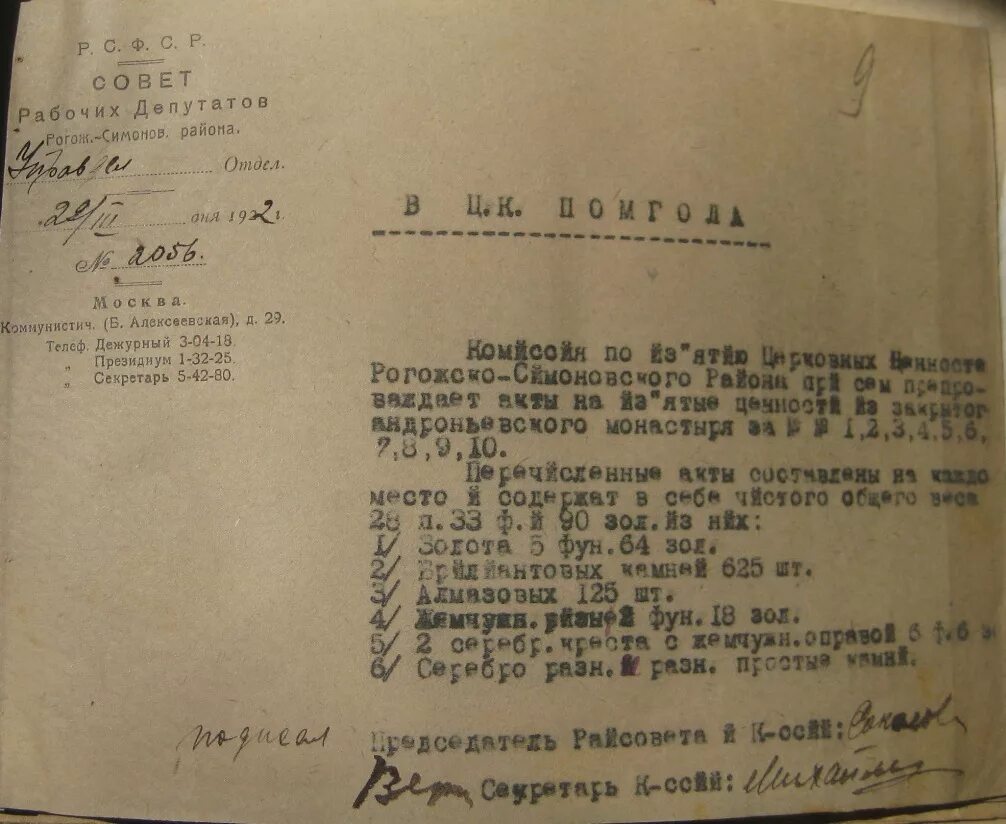 9
Р. С. Ф. С. Р.
СОВЕТ
Рабочих Депутатов
Рогож.-Симонов. района.
Управдел Отдел.
29/III дня 1922 г.
№ 2056.
Москва.
Коммунистич. (Б. Алексеевская), д. 29.
Телеф. Дежурный 3-04-18.
„ Президиум 1-32-25.
„ Секретарь 5-42-80.
В Ц.К. ПОМГОЛА
Комиссия по из"ятию Церковных Ценносте
Рогожско-Симоновского Района при сем препро-
вождает акты на из"ятые ценности из закрытог
андроньевского монастыря за № № 1,2,3,4,5,6,
7,8,9,10.
Перечисленные акты составлены на каждо
место и содержат в себе чистого общего веса
28 п.33 ф.и 90 зол.из них:
1/ Золота 5 фун.64 зол.
2/ Бриллиантовых камней 625 шт.
3/ Алмазовых 125 шт.
4/ Жемчужн. фун.18 зол.
5/ 2 серебр.креста с жемчужн.оправой 6 ф.6 з
6/ Серебро разн.и разн. простые камни.
подписал Председатель Райсовета и К-ссии: Соколов
Секретарь К-ссии: Михайлов